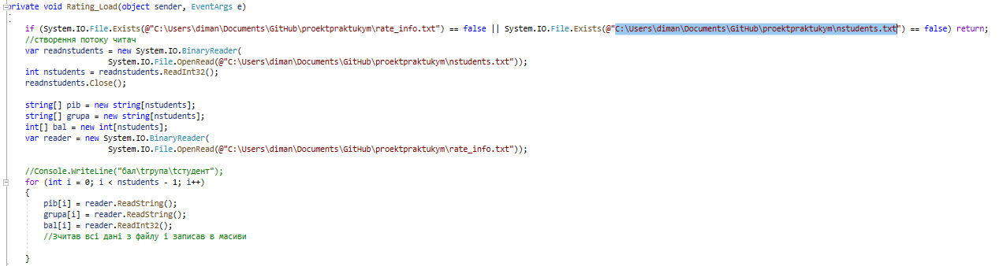 private void Rating_Load(object sender, EventArgs e)
if (System.IO.File.Exists(@"C:\Users\diman\Documents\GitHub\proektpraktukym\rate_info.txt") == false || System.IO.File.Exists(@"C:\Users\diman\Documents\GitHub\proektpraktukym\nstudents.txt") == false) return;
//створення потоку читач
var readnstudents = new System.IO.BinaryReader(
System.IO.File.OpenRead(@"C:\Users\diman\Documents\GitHub\proektpraktukym\nstudents.txt"));
int nstudents = readnstudents.ReadInt32();
readnstudents.Close();
string[] pib = new string[nstudents];
string[] grupa = new string[nstudents];
int[] bal = new int[nstudents];
var reader = new System.IO.BinaryReader(
System.IO.File.OpenRead(@"C:\Users\diman\Documents\GitHub\proektpraktukym\rate_info.txt"));
//Console.WriteLine("бал\tгрупа\tстудент");
for (int i = 0; i < nstudents - 1; i++)
{
pib[i] = reader.ReadString();
grupa[i] = reader.ReadString();
bal[i] = reader.ReadInt32();
//Зчитав всі дані з файлу і записав в масиви
}